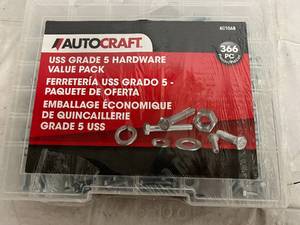 AUTOCRAFT
AC1068
366
PC
USS GRADE 5 HARDWARE
VALUE PACK
FERRETERÍA USS GRADO 5 -
PAQUETE DE OFERTA
EMBALLAGE ÉCONOMIQUE
DE QUINCAILLERIE
GRADE 5 USS